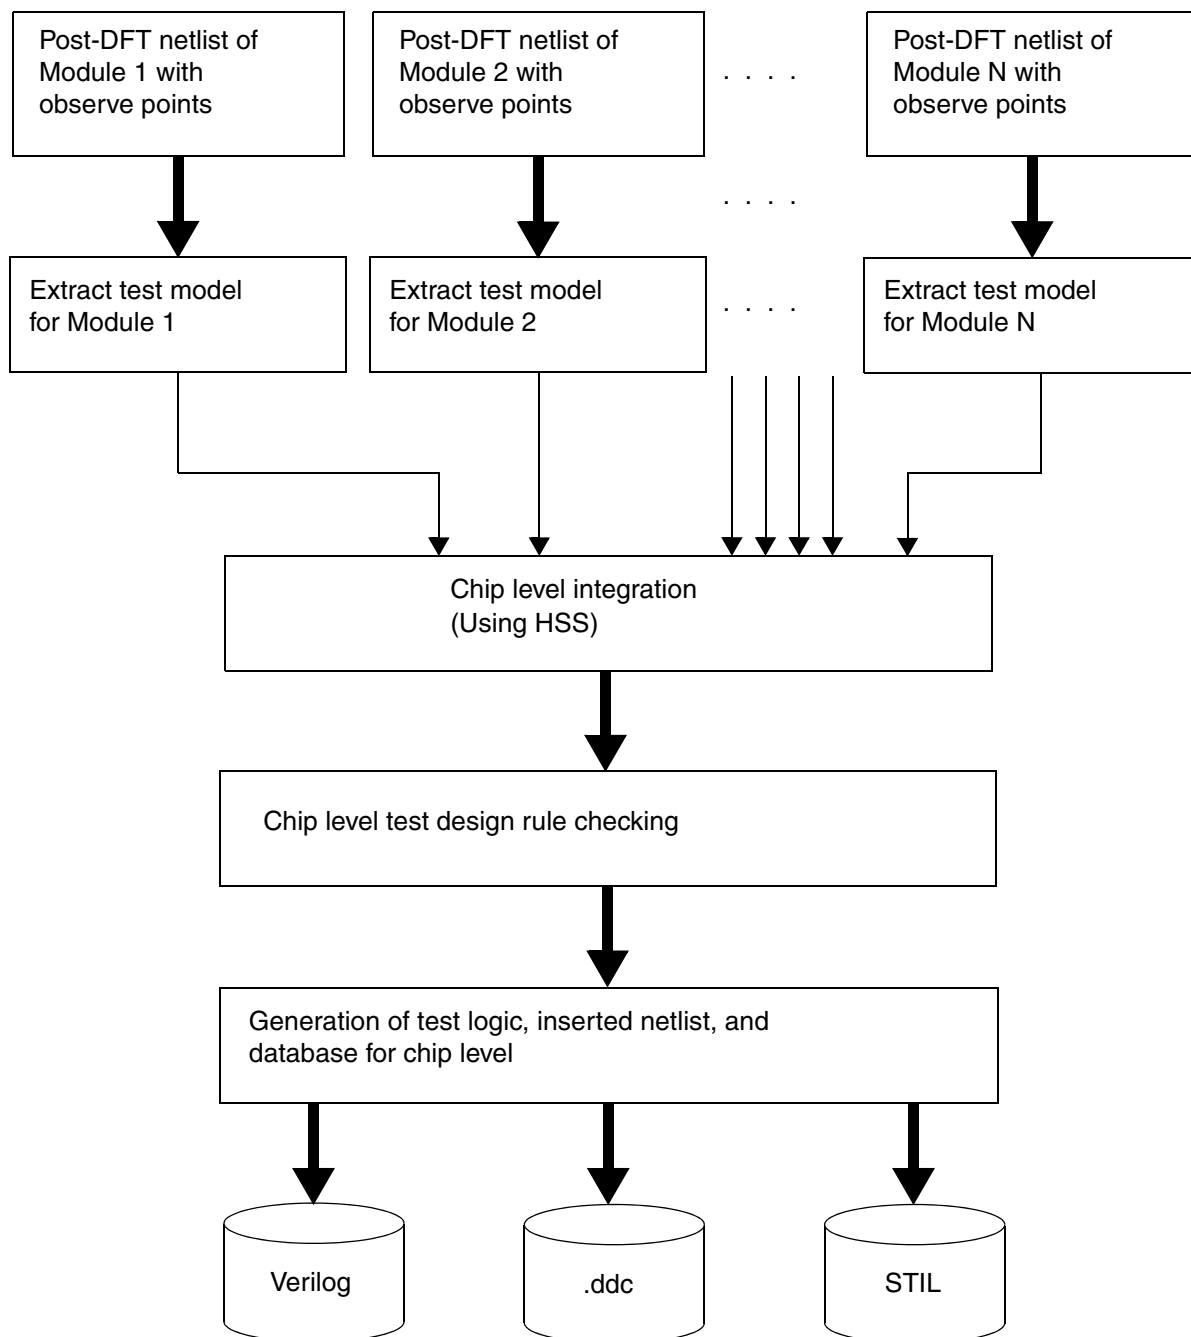 Post-DFT netlist of
Module 1 with
observe points
Post-DFT netlist of
Module 2 with
observe points
. . . .
Post-DFT netlist of
Module N with
observe points
. . . .
Extract test model
for Module 1
Extract test model
for Module 2
. . . .
Extract test model
for Module N
Chip level integration
(Using HSS)
Chip level test design rule checking
Generation of test logic, inserted netlist, and
database for chip level
Verilog
.ddc
STIL